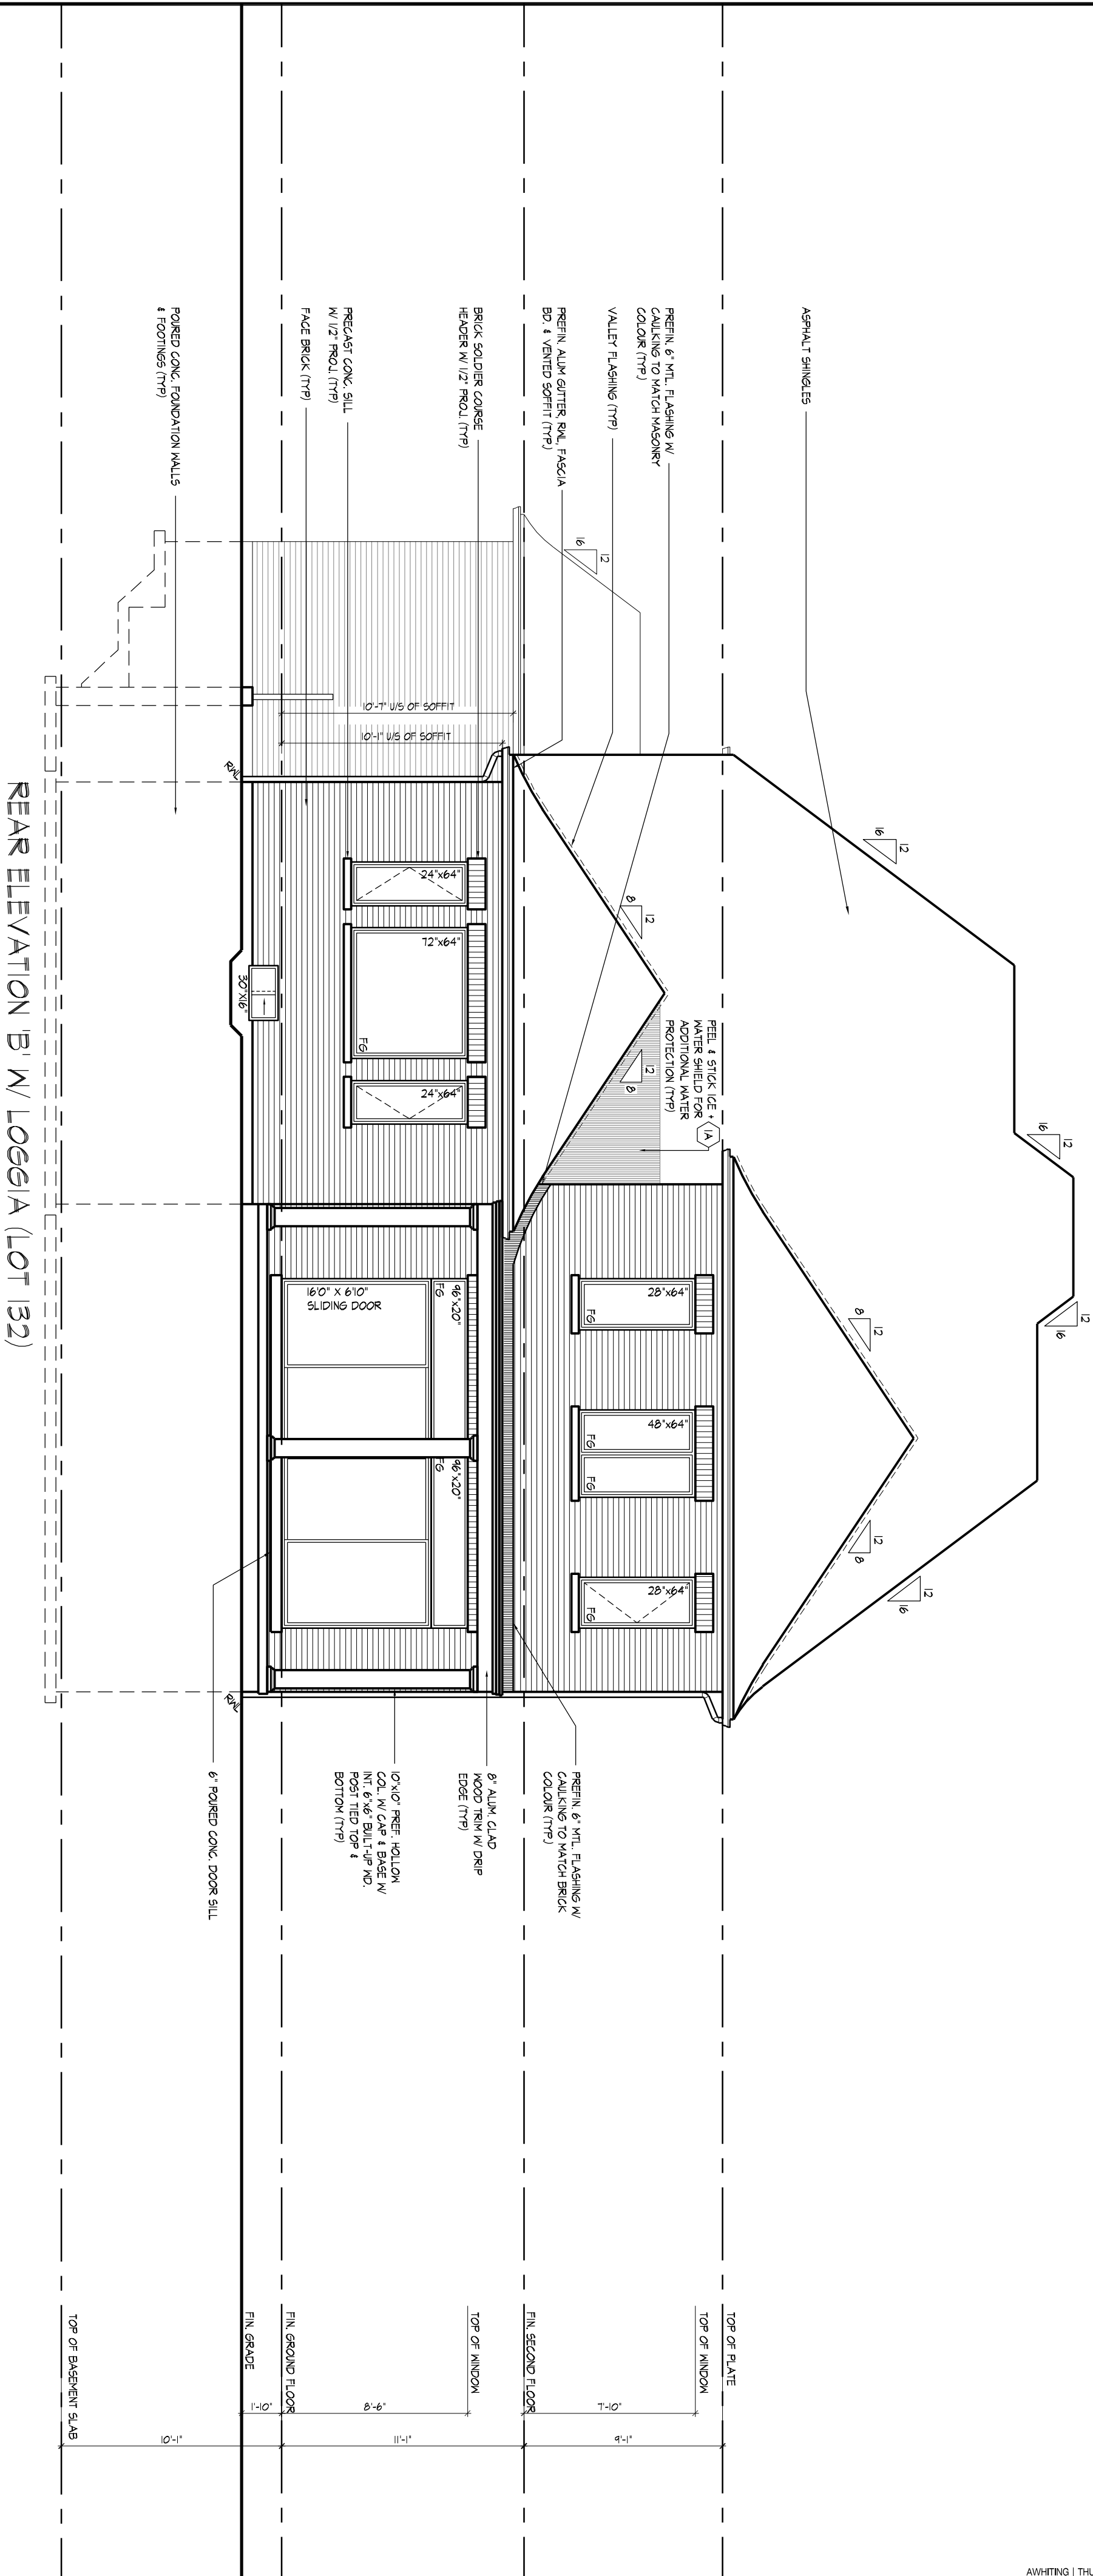 ASPHALT SHINGLES
PREFIN. 6" MTL. FLASHING W/
CAULKING TO MATCH MASONRY
COLOUR (TYP.)
VALLEY FLASHING (TYP)
PREFIN. ALUM GUTTER, RWL, FASCIA
BD. & VENTED SOFFIT (TYP.)
BRICK SOLDIER COURSE
HEADER W/ 1/2" PROJ. (TYP)
PRECAST CONC. SILL
W/ 1/2" PROJ. (TYP)
FACE BRICK (TYP)
POURED CONC. FOUNDATION WALLS
& FOOTINGS (TYP)
12
16
12
16
12
16
12
16
12
16
12
8
12
8
12
8
12
8
PEEL & STICK ICE +
WATER SHIELD FOR
ADDITIONAL WATER
PROTECTION (TYP)
1A
10'-7" U/S OF SOFFIT
10'-1" U/S OF SOFFIT
RWL
24"x64"
72"x64"
FG
24"x64"
30"X16"
28"x64"
FG
48"x64"
FG
FG
28"x64"
FG
96"x20"
FG
96"x20"
FG
16'0" X 6'10"
SLIDING DOOR
RWL
PREFIN. 6" MTL. FLASHING W/
CAULKING TO MATCH BRICK
COLOUR (TYP.)
8" ALUM. CLAD
WOOD TRIM W/ DRIP
EDGE (TYP)
10"x10" PREF. HOLLOW
COL. W/ CAP & BASE W/
INT. 6"x6" BUILT-UP WD.
POST TIED TOP &
BOTTOM (TYP)
6" POURED CONC. DOOR SILL
TOP OF PLATE
TOP OF WINDOW
FIN. SECOND FLOOR
TOP OF WINDOW
FIN. GROUND FLOOR
FIN. GRADE
TOP OF BASEMENT SLAB
7'-10"
9'-1"
8'-6"
11'-1"
1'-10"
10'-1"
REAR ELEVATION 'B' W/ LOGGIA (LOT 132)
AWHITING | THU